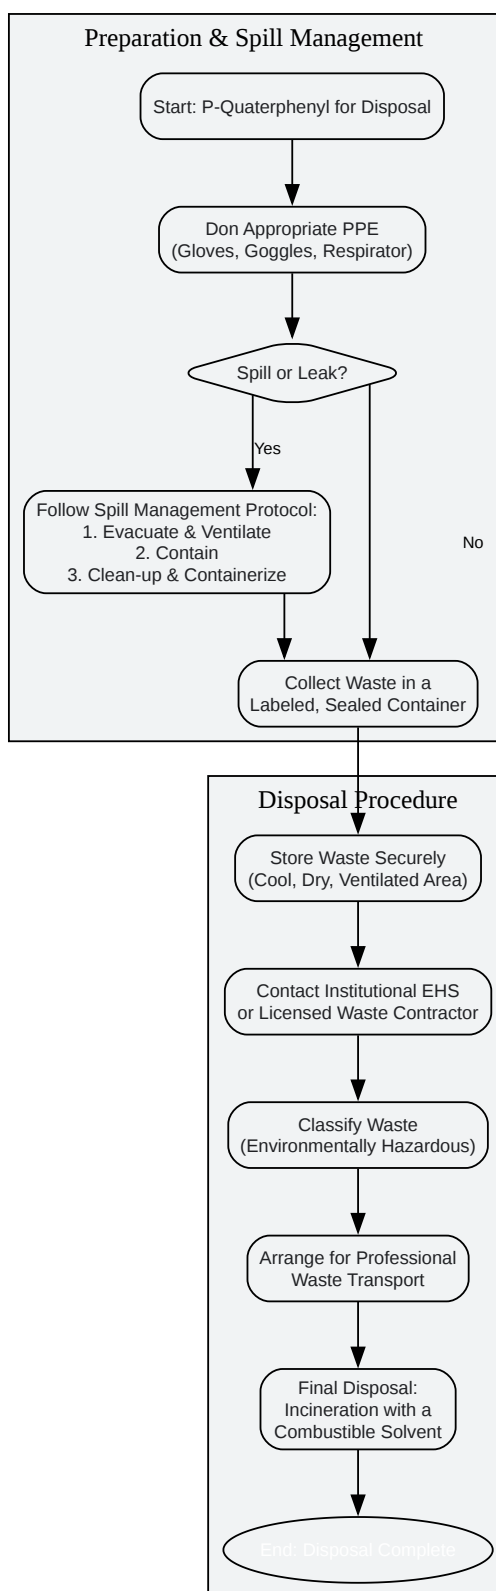 Preparation & Spill Management
Start: P-Quaterphenyl for Disposal
Don Appropriate PPE
(Gloves, Goggles, Respirator)
Spill or Leak?
Yes
Follow Spill Management Protocol:
1. Evacuate & Ventilate
2. Contain
3. Clean-up & Containerize
No
Collect Waste in a
Labeled, Sealed Container
Disposal Procedure
Store Waste Securely
(Cool, Dry, Ventilated Area)
Contact Institutional EHS
or Licensed Waste Contractor
Classify Waste
(Environmentally Hazardous)
Arrange for Professional
Waste Transport
Final Disposal:
Incineration with a
Combustible Solvent
End: Disposal Complete